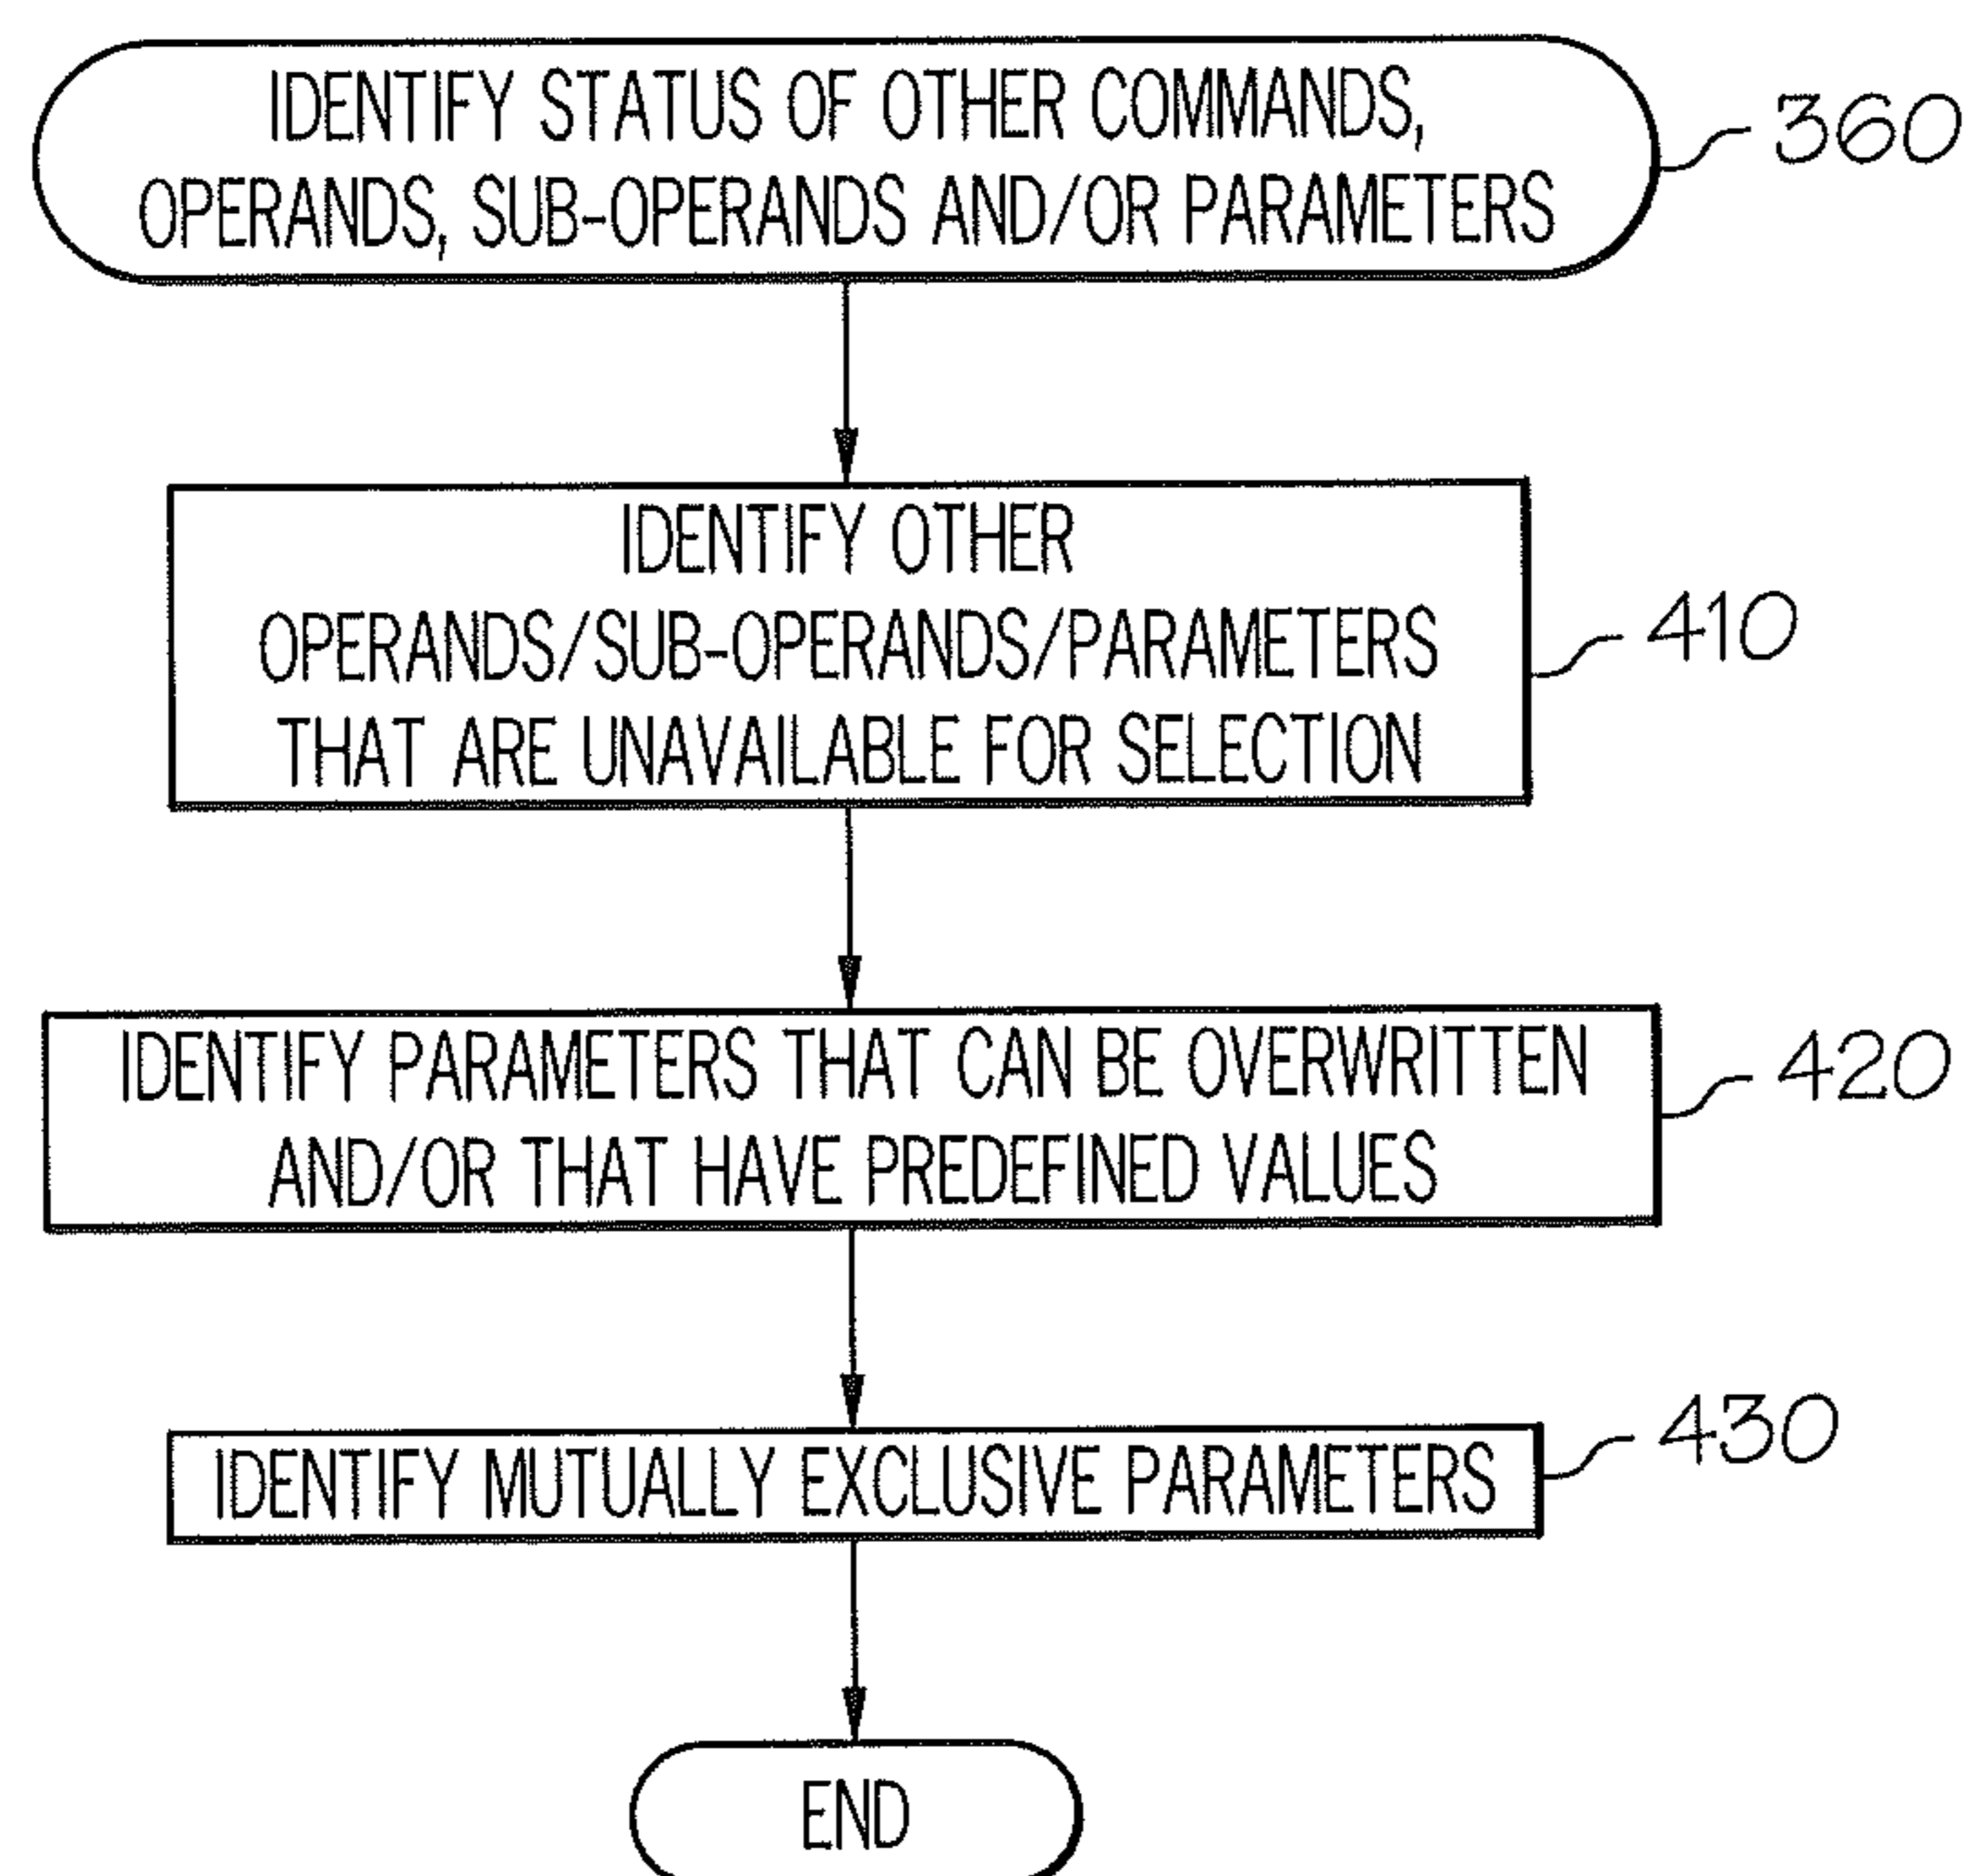 IDENTIFY STATUS OF OTHER COMMANDS,
OPERANDS, SUB-OPERANDS AND/OR PARAMETERS
360
IDENTIFY OTHER
OPERANDS/SUB-OPERANDS/PARAMETERS
THAT ARE UNAVAILABLE FOR SELECTION
410
IDENTIFY PARAMETERS THAT CAN BE OVERWRITTEN
AND/OR THAT HAVE PREDEFINED VALUES
420
IDENTIFY MUTUALLY EXCLUSIVE PARAMETERS
430
END